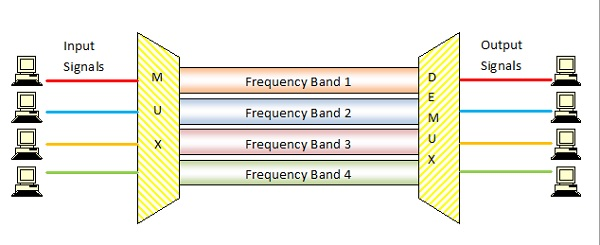 Input
Signals
M
U
X
Frequency Band 1
Frequency Band 2
Frequency Band 3
Frequency Band 4
D
E
M
U
X
Output
Signals